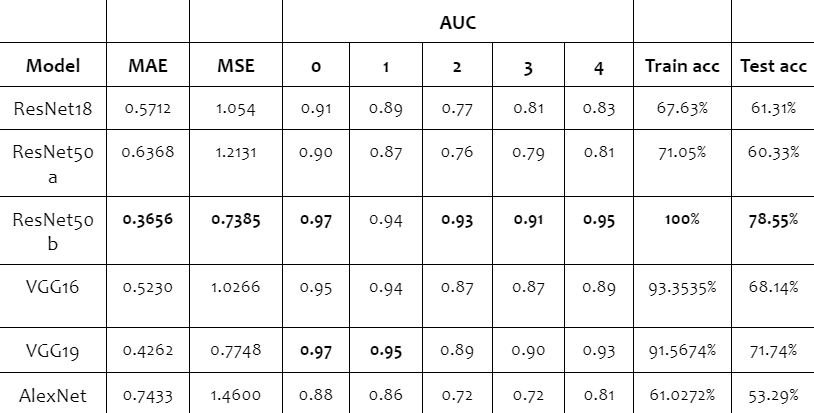 AUC
Model MAE MSE 0 1 2 3 4 Train acc Test acc
ResNet18 0.5712 1.054 0.91 0.89 0.77 0.81 0.83 67.63% 61.31%
ResNet50 0.6368 1.2131 0.90 0.87 0.76 0.79 0.81 71.05% 60.33%
a
ResNet50 0.3656 0.7385 0.97 0.94 0.93 0.91 0.95 100% 78.55%
b
VGG16 0.5230 1.0266 0.95 0.94 0.87 0.87 0.89 93.3535% 68.14%
VGG19 0.4262 0.7748 0.97 0.95 0.89 0.90 0.93 91.5674% 71.74%
AlexNet 0.7433 1.4600 0.88 0.86 0.72 0.72 0.81 61.0272% 53.29%